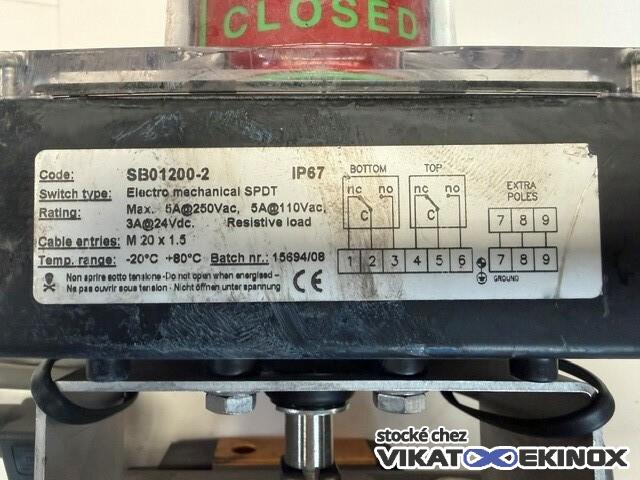 CLOSED
Code: SB01200-2 IP67
Switch type: Electro mechanical SPDT
Rating: Max. 5A@250Vac, 5A@110Vac,
3A@24Vdc. Resistive load
Cable entries: M 20 x 1.5
Temp. range: -20°C +80°C Batch nr.: 15694/08
Non aprire sotto tensione - Do not open when energised -
Ne pas ouvrir sous tension - Nicht öffnen unter spannung
CE
BOTTOM TOP
nc no nc no
C C
1 2 3 4 5 6
EXTRA
POLES
7 8 9
7 8 9
GROUND
stocké chez
VIKAT EKINOX